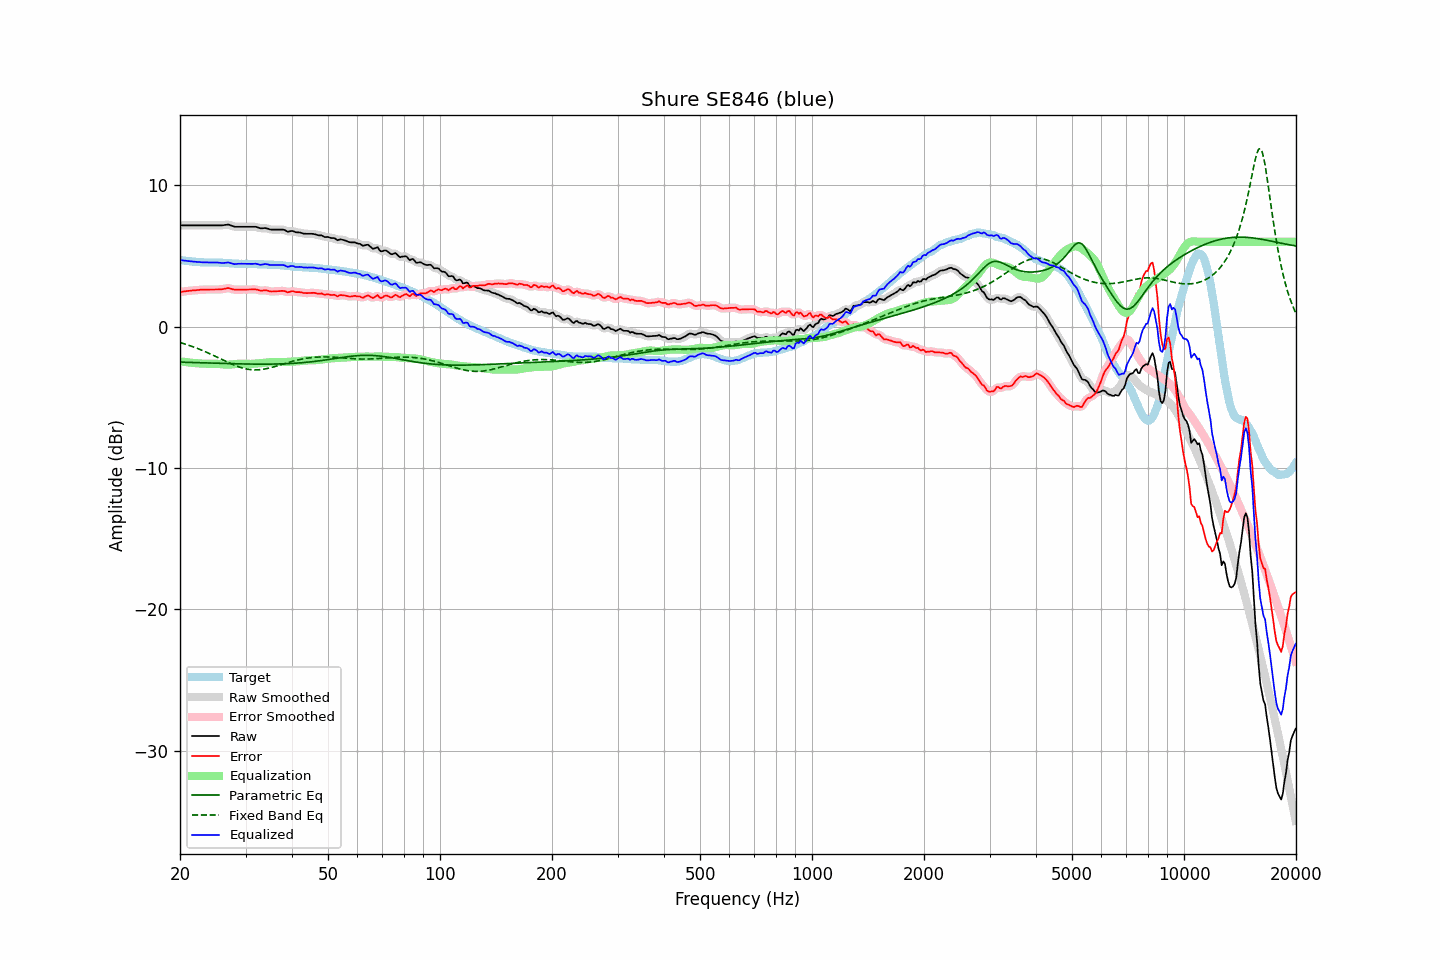 Shure SE846 (blue)
10
0
−10
−20
−30
Amplitude (dBr)
Target
Raw Smoothed
Error Smoothed
Raw
Error
Equalization
Parametric Eq
Fixed Band Eq
Equalized
20 50 100 200 500 1000 2000 5000 10000 20000
Frequency (Hz)